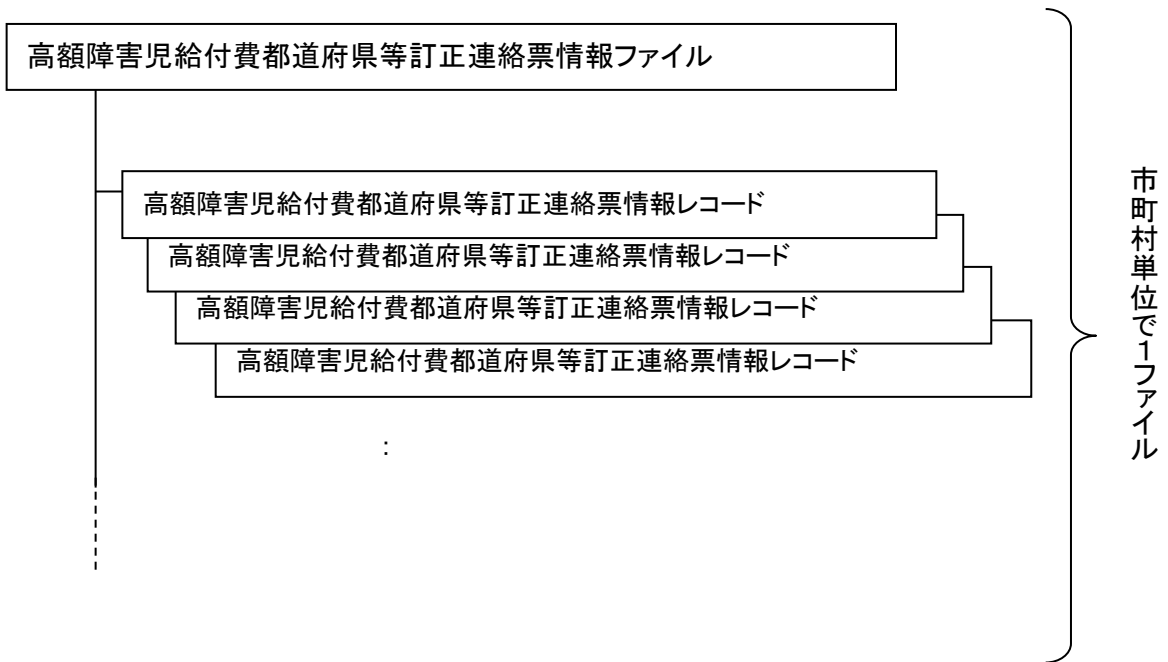 高額障害児給付費都道府県等訂正連絡票情報ファイル
高額障害児給付費都道府県等訂正連絡票情報レコード
高額障害児給付費都道府県等訂正連絡票情報レコード
高額障害児給付費都道府県等訂正連絡票情報レコード
高額障害児給付費都道府県等訂正連絡票情報レコード
:
市町村単位で1ファイル